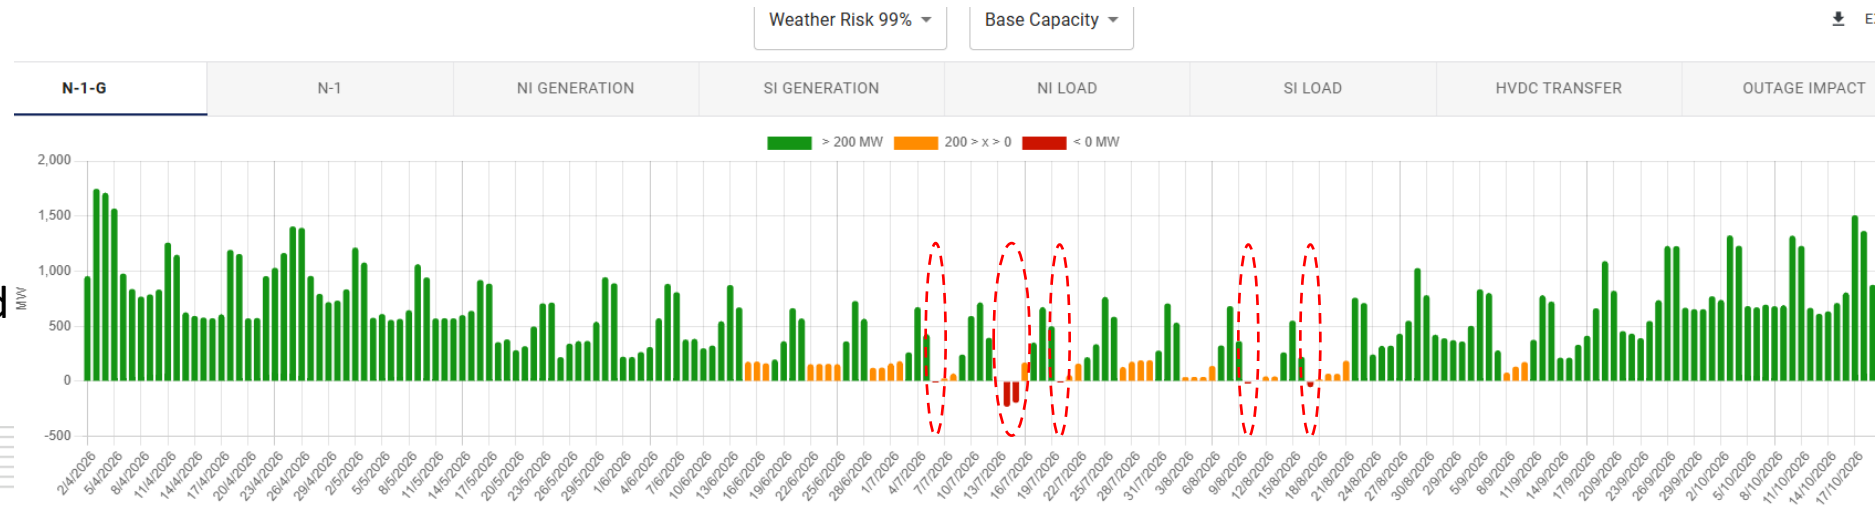 Weather Risk 99% Base Capacity
N-1-G N-1 NI GENERATION SI GENERATION NI LOAD SI LOAD HVDC TRANSFER OUTAGE IMPACT
> 200 MW 200 > x > 0 < 0 MW
2,000
1,500
1,000
500
0
-500
MW
2/4/2026 5/4/2026 8/4/2026 11/4/2026 14/4/2026 17/4/2026 20/4/2026 23/4/2026 26/4/2026 29/4/2026 2/5/2026 5/5/2026 8/5/2026 11/5/2026 14/5/2026 17/5/2026 20/5/2026 23/5/2026 26/5/2026 29/5/2026 1/6/2026 4/6/2026 7/6/2026 10/6/2026 13/6/2026 16/6/2026 19/6/2026 22/6/2026 25/6/2026 28/6/2026 1/7/2026 4/7/2026 7/7/2026 10/7/2026 13/7/2026 16/7/2026 19/7/2026 22/7/2026 25/7/2026 28/7/2026 31/7/2026 3/8/2026 6/8/2026 9/8/2026 12/8/2026 15/8/2026 18/8/2026 21/8/2026 24/8/2026 27/8/2026 30/8/2026 2/9/2026 5/9/2026 8/9/2026 11/9/2026 14/9/2026 17/9/2026 20/9/2026 23/9/2026 26/9/2026 29/9/2026 2/10/2026 5/10/2026 8/10/2026 11/10/2026 14/10/2026 17/10/2026